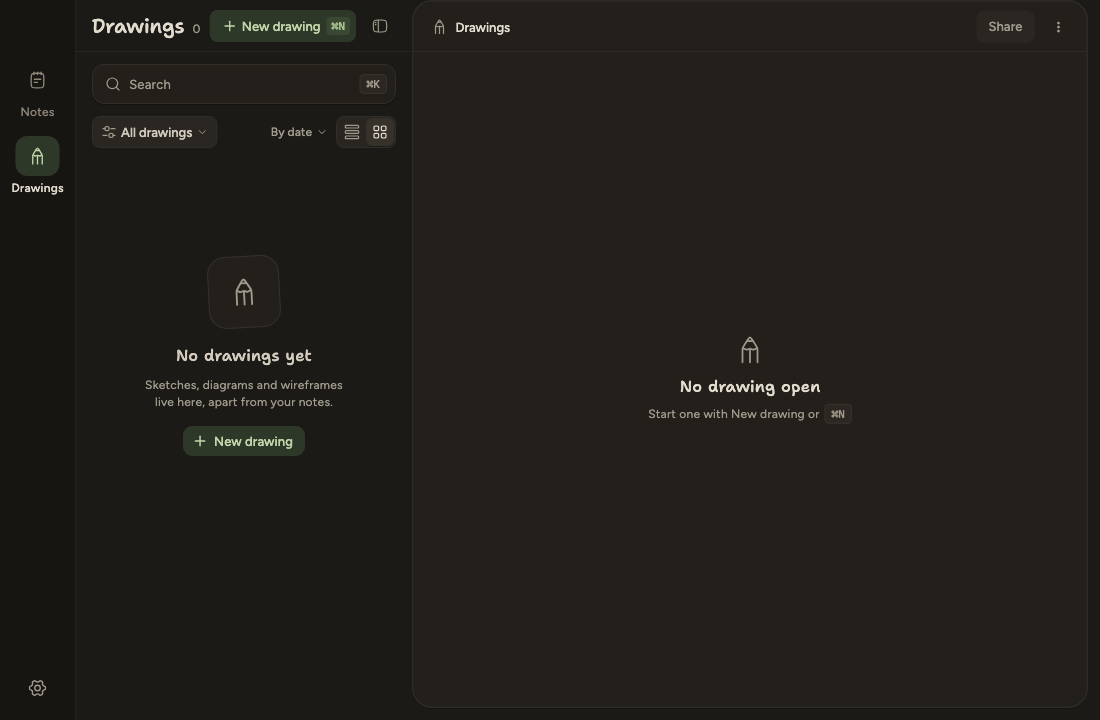 Drawings 0
+ New drawing ⌘N
Drawings
Share
Notes
Drawings
Search ⌘K
All drawings
By date
No drawings yet
Sketches, diagrams and wireframes
live here, apart from your notes.
+ New drawing
No drawing open
Start one with New drawing or ⌘N